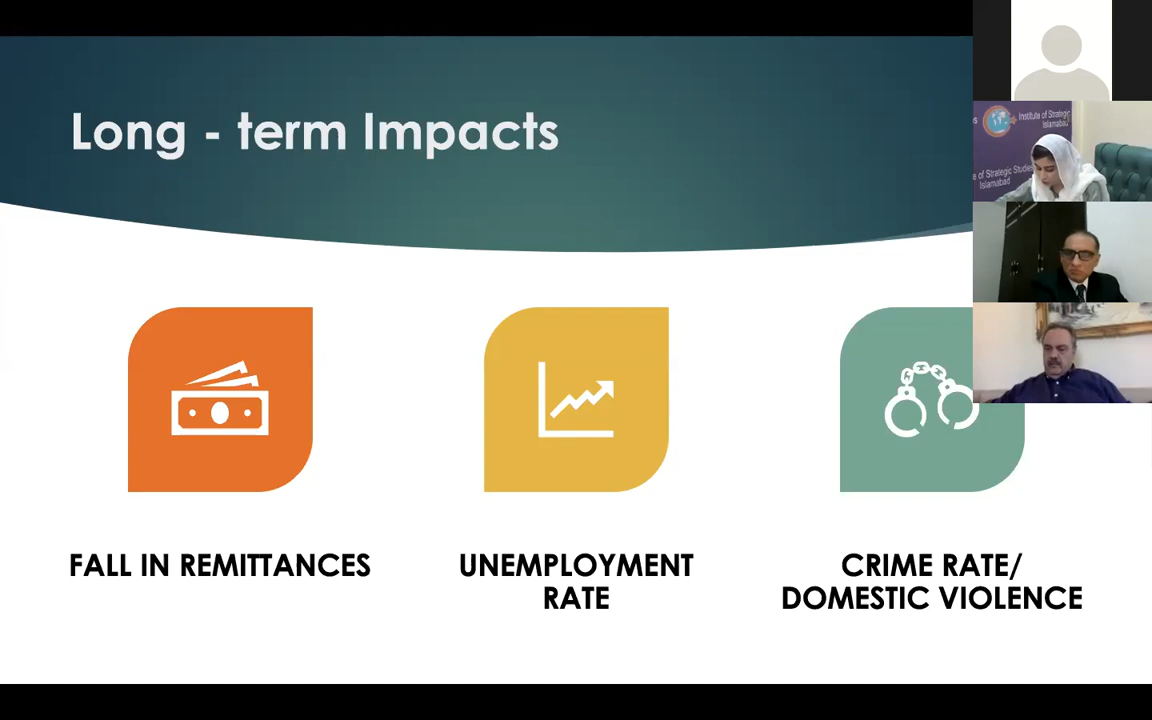 Long - term Impacts
Institute of Strategic
Islamabad
of Strategic Studies
Islamabad
FALL IN REMITTANCES
UNEMPLOYMENT
RATE
CRIME RATE/
DOMESTIC VIOLENCE